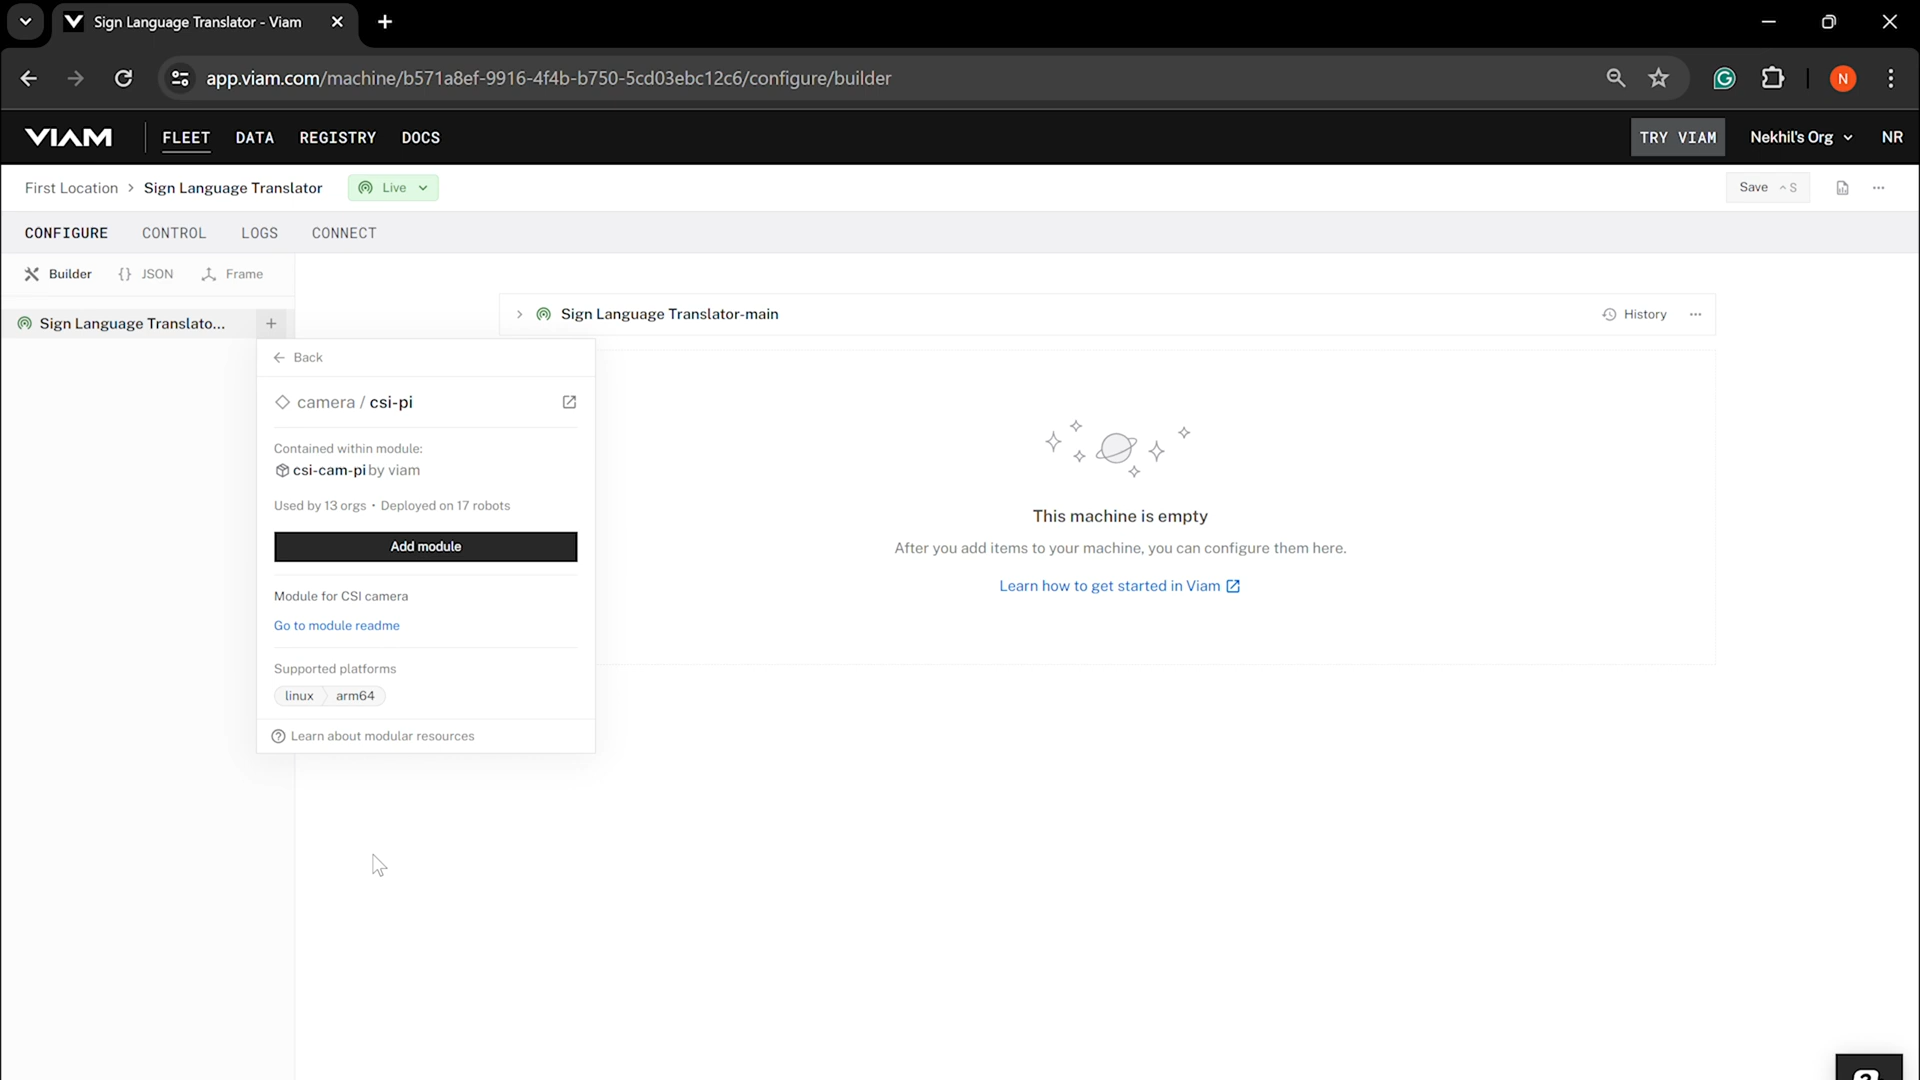 Sign Language Translator - Viam
app.viam.com/machine/b571a8ef-9916-4f4b-b750-5cd03ebc12c6/configure/builder
N
VIAM
FLEET
DATA
REGISTRY
DOCS
TRY VIAM
Nekhil's Org
NR
First Location > Sign Language Translator
Live
Save ^S
CONFIGURE
CONTROL
LOGS
CONNECT
Builder
{} JSON
Frame
Sign Language Translato...
+
Sign Language Translator-main
History
Back
camera / csi-pi
Contained within module:
csi-cam-pi by viam
Used by 13 orgs • Deployed on 17 robots
Add module
Module for CSI camera
Go to module readme
Supported platforms
linux arm64
Learn about modular resources
This machine is empty
After you add items to your machine, you can configure them here.
Learn how to get started in Viam